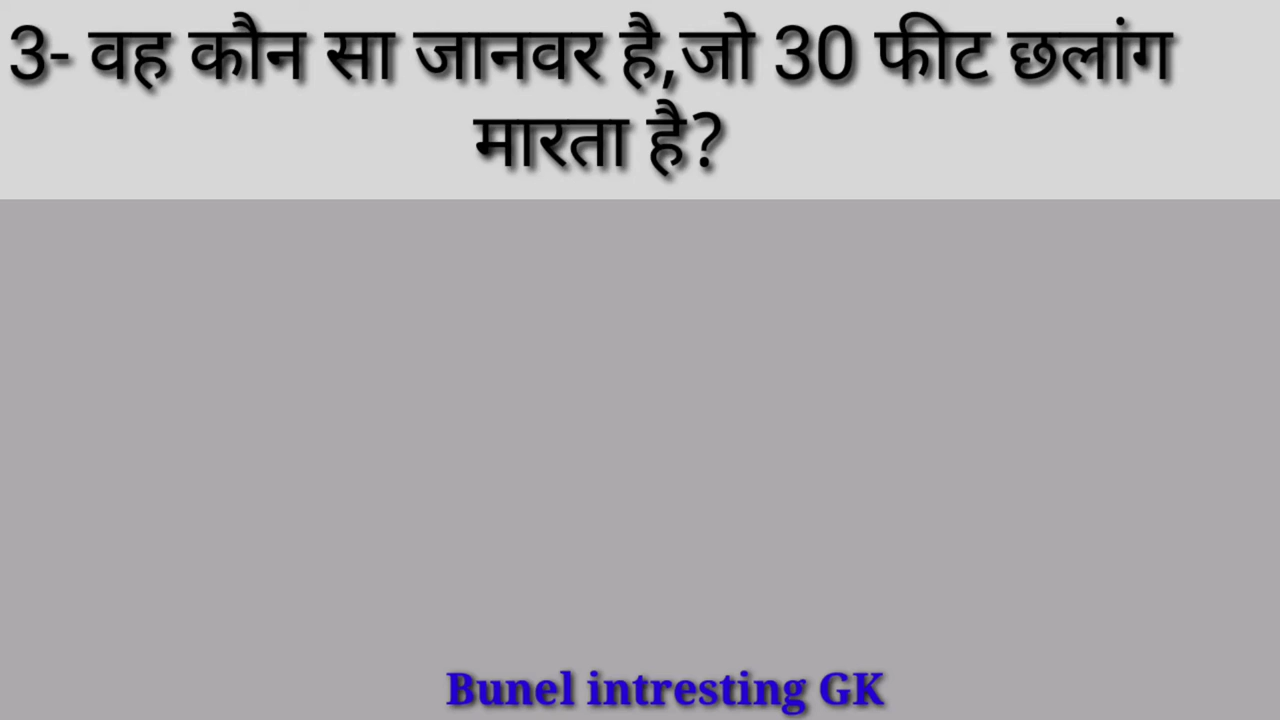 3- वह कौन सा जानवर है,जो 30 फीट छलांग
मारता है?
Bunel intresting GK